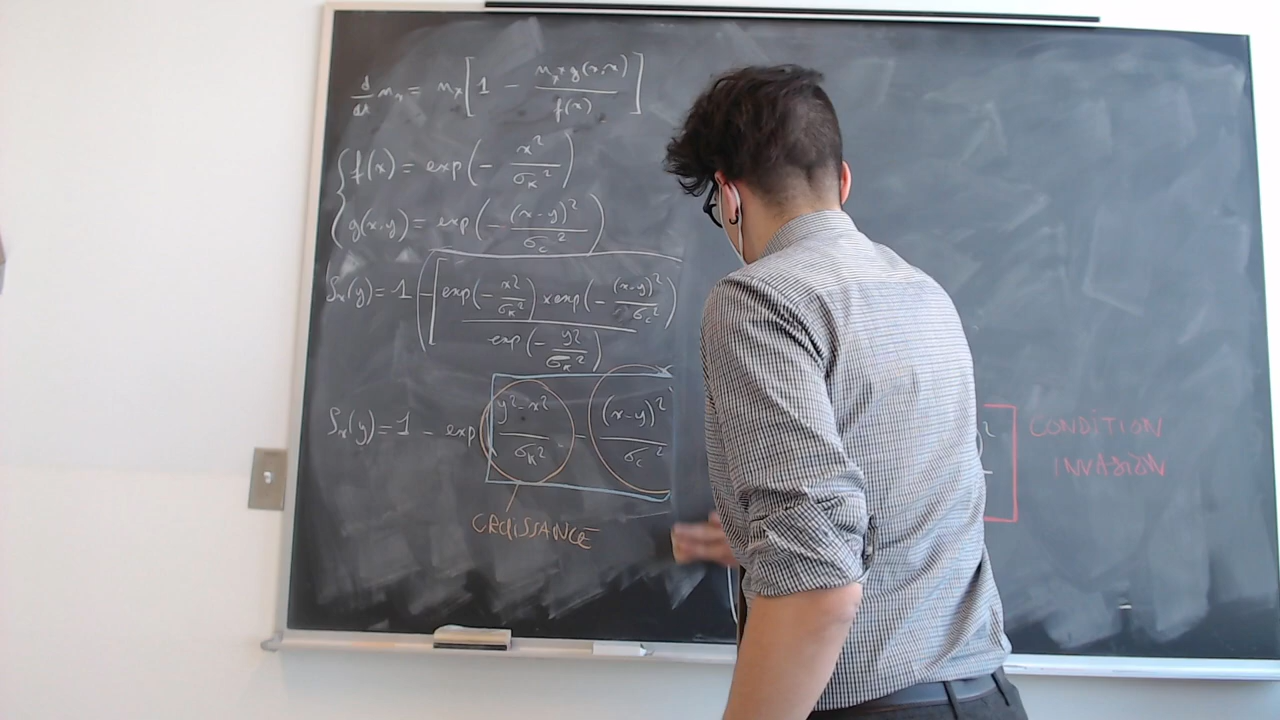 d/dt n_x = n_x [1 - n_x * g(x,x) / f(x)]
f(x) = exp(- x² / σ_K²)
g(x,y) = exp(- (x-y)² / σ_c²)
S_x(y) = 1 - [exp(- x² / σ_K²) x exp(- (x-y)² / σ_c²) / exp(- y² / σ_K²)]
S_x(y) = 1 - exp[y² - x² / σ_K² - (x-y)² / σ_c²
CROISSANCE
)²
CONDITION
INVASION